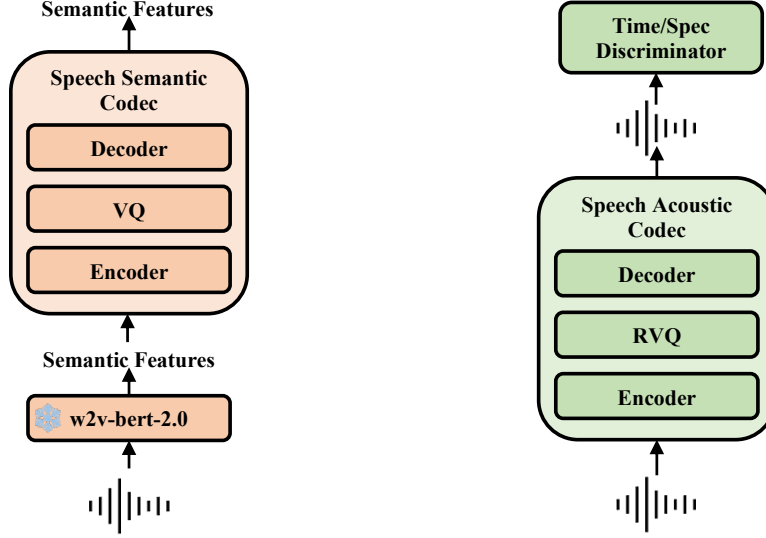 Semantic Features
Speech Semantic
Codec
Decoder
VQ
Encoder
Semantic Features
w2v-bert-2.0
Time/Spec
Discriminator
Speech Acoustic
Codec
Decoder
RVQ
Encoder